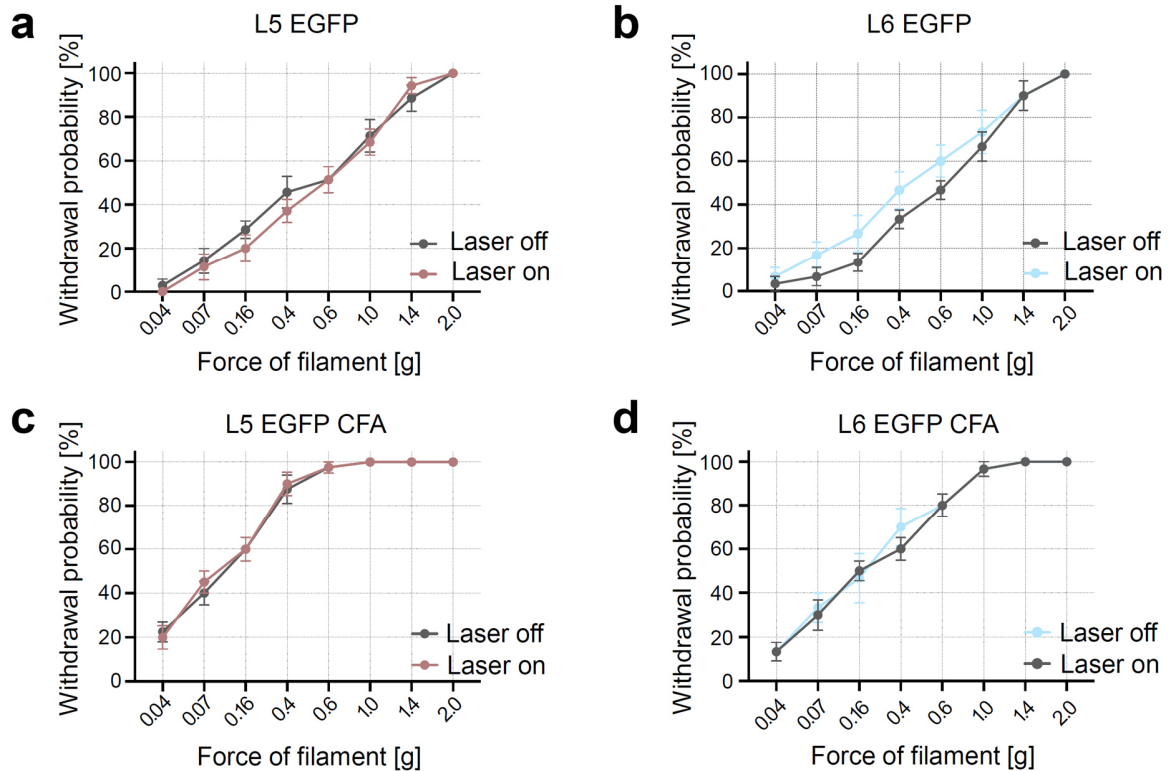 a
L5 EGFP
Withdrawal probability [%]
100
80
60
40
20
0
Laser off
Laser on
0.04
0.07
0.16
0.4
0.6
1.0
1.4
2.0
Force of filament [g]
b
L6 EGFP
Withdrawal probability [%]
100
80
60
40
20
0
Laser off
Laser on
0.04
0.07
0.16
0.4
0.6
1.0
1.4
2.0
Force of filament [g]
c
L5 EGFP CFA
Withdrawal probability [%]
100
80
60
40
20
0
Laser off
Laser on
0.04
0.07
0.16
0.4
0.6
1.0
1.4
2.0
Force of filament [g]
d
L6 EGFP CFA
Withdrawal probability [%]
100
80
60
40
20
0
Laser off
Laser on
0.04
0.07
0.16
0.4
0.6
1.0
1.4
2.0
Force of filament [g]